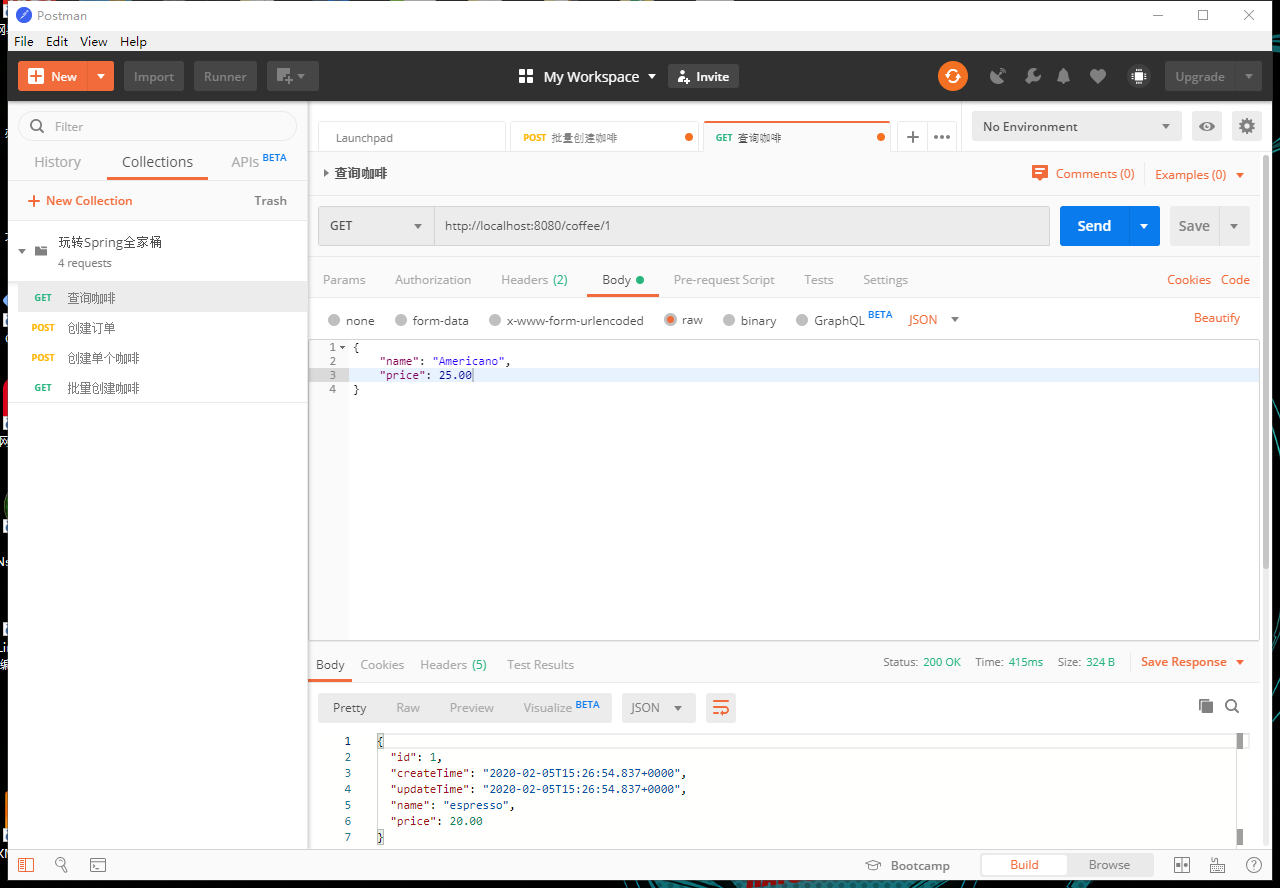 Postman
File Edit View Help
New Import Runner My Workspace Invite Upgrade
Filter
History Collections APIs BETA
New Collection Trash
玩转Spring全家桶
4 requests
GET 查询咖啡
POST 创建订单
POST 创建单个咖啡
GET 批量创建咖啡
Launchpad POST 批量创建咖啡 GET 查询咖啡 No Environment
查询咖啡 Comments (0) Examples (0)
GET http://localhost:8080/coffee/1 Send Save
Params Authorization Headers (2) Body Pre-request Script Tests Settings Cookies Code
none form-data x-www-form-urlencoded raw binary GraphQL BETA JSON Beautify
1 {
2 "name": "Americano",
3 "price": 25.00
4 }
Body Cookies Headers (5) Test Results Status: 200 OK Time: 415ms Size: 324 B Save Response
Pretty Raw Preview Visualize BETA JSON
1 {
2 "id": 1,
3 "createTime": "2020-02-05T15:26:54.837+0000",
4 "updateTime": "2020-02-05T15:26:54.837+0000",
5 "name": "espresso",
6 "price": 20.00
7 }
Bootcamp Build Browse